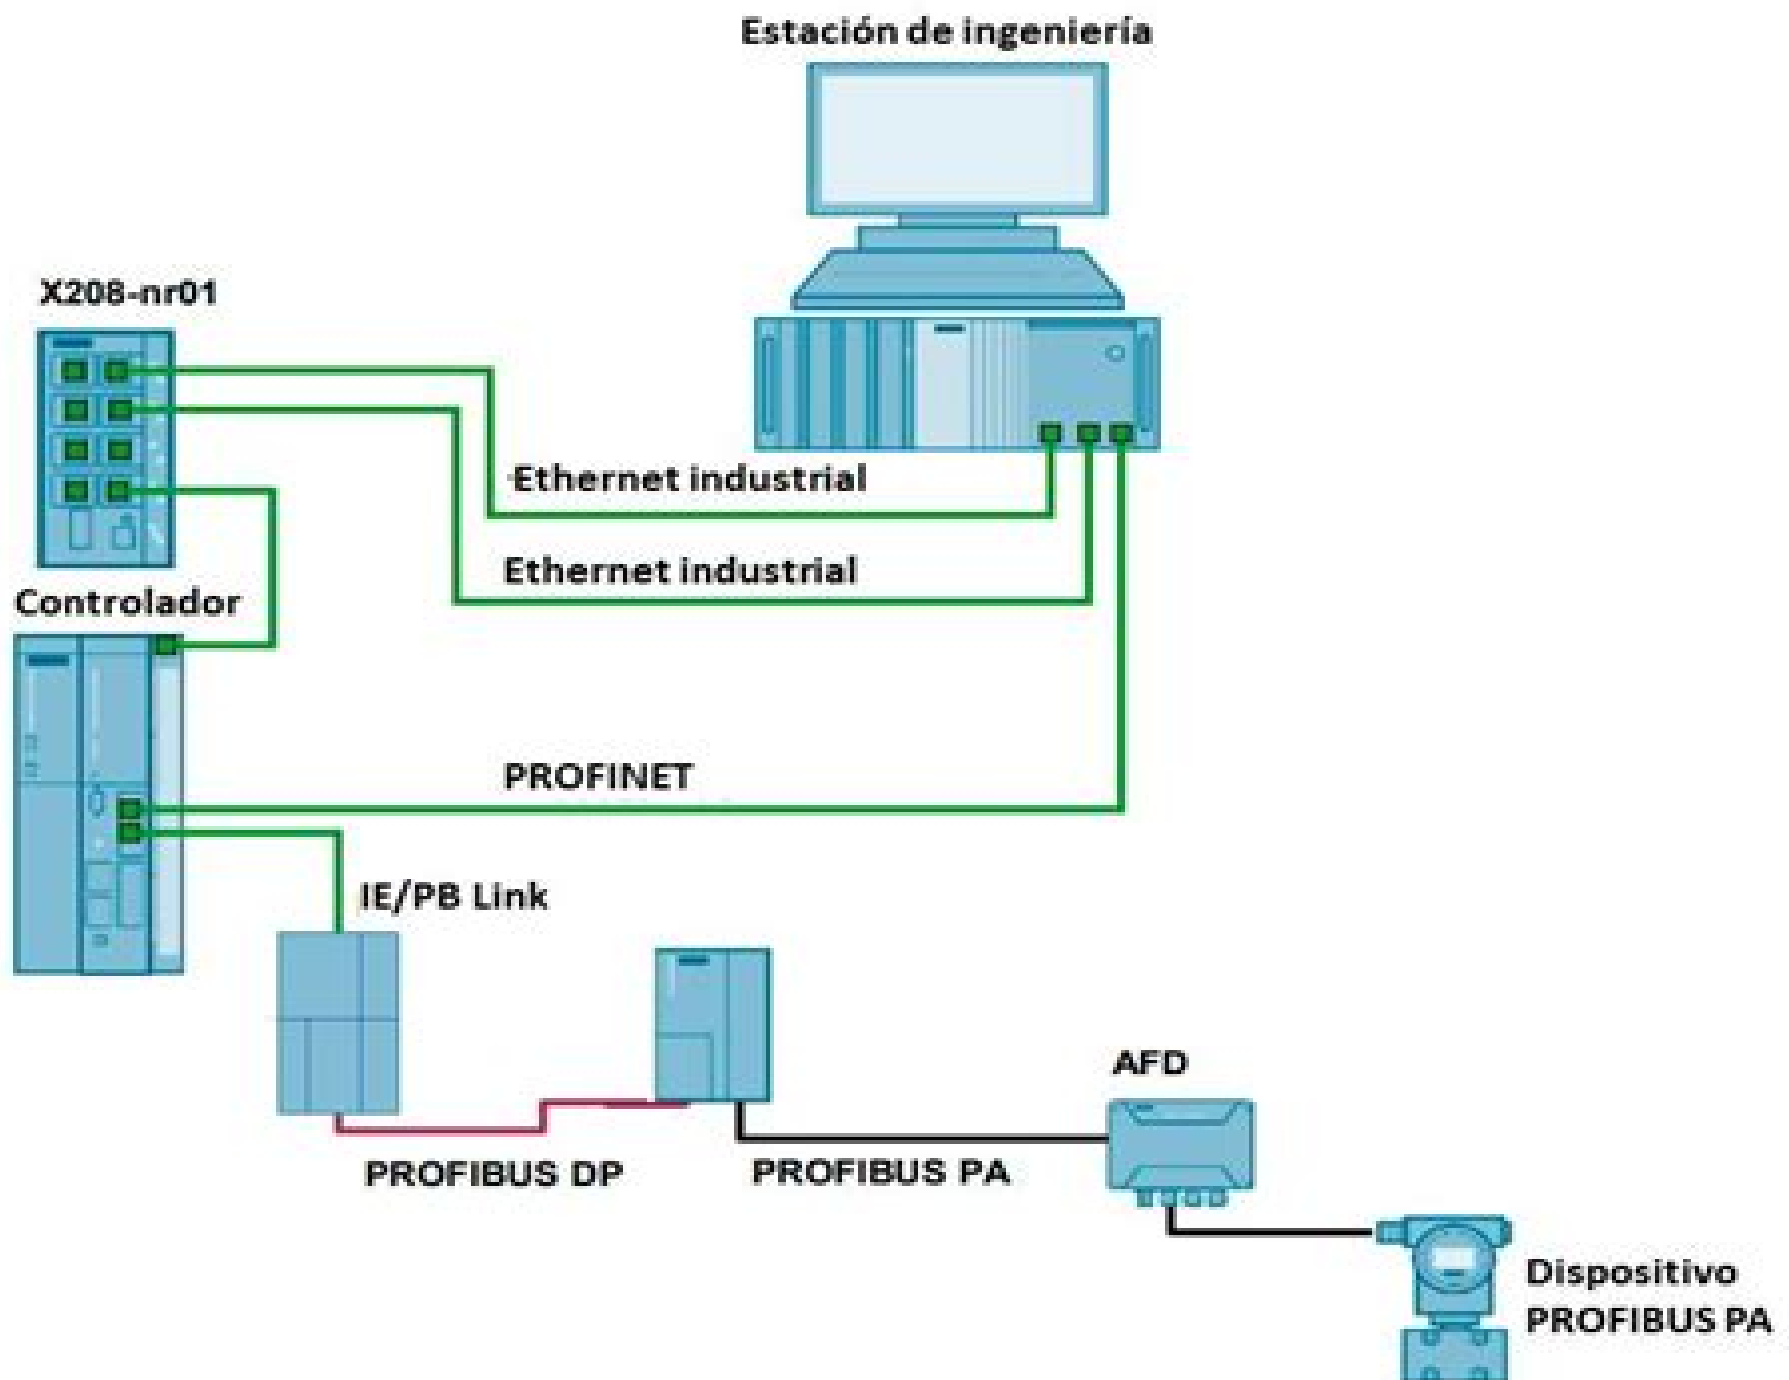 Estación de ingeniería
X208-nr01
Ethernet industrial
Ethernet industrial
Controlador
PROFINET
IE/PB Link
AFD
PROFIBUS DP
PROFIBUS PA
Dispositivo
PROFIBUS PA